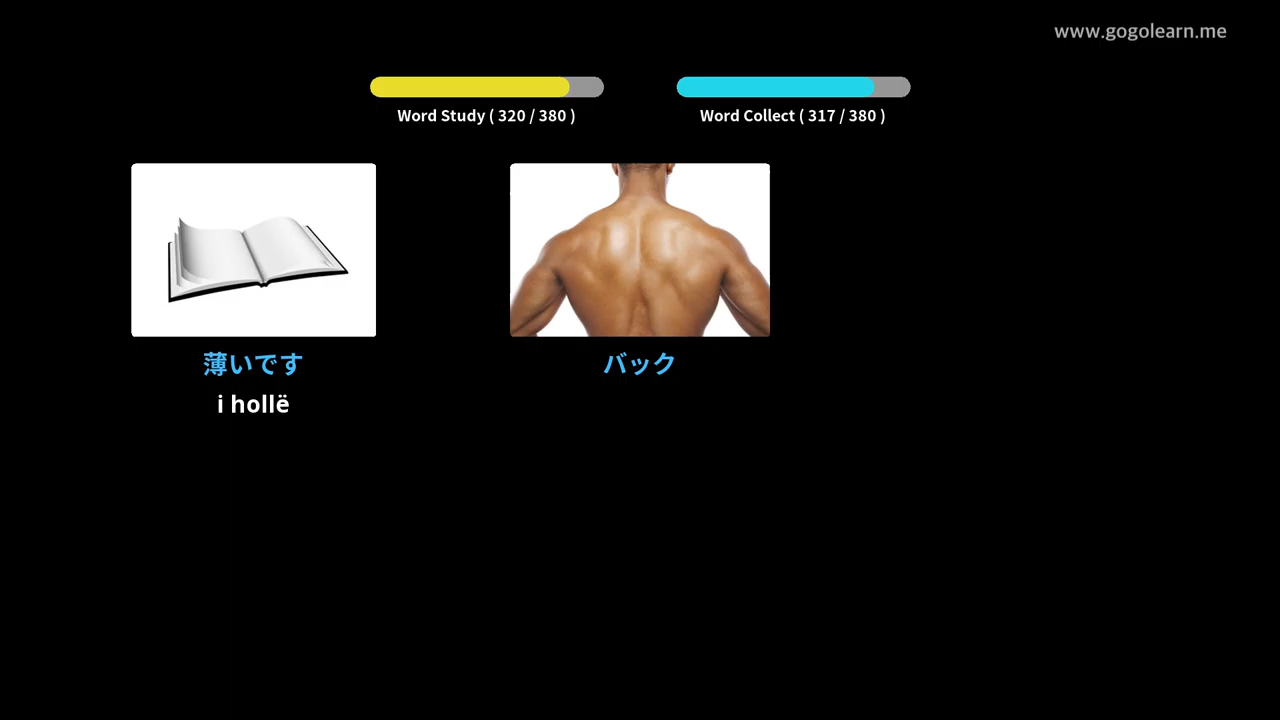 www.gogolearn.me
Word Study ( 320 / 380 )
Word Collect ( 317 / 380 )
薄いです
バック
i hollë